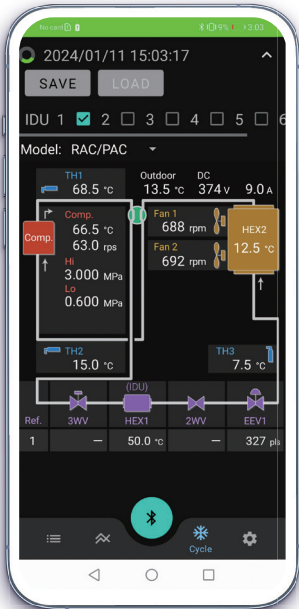 No card 19% 3:03
2024/01/11 15:03:17
SAVE LOAD
IDU 1 2 3 4 5 6
Model: RAC/PAC
TH1
68.5 °C
Outdoor
13.5 °C
DC
374 V 9.0 A
Comp.
Comp.
66.5 °C
63.0 rps
Hi
3.000 MPa
Lo
0.600 MPa
Fan 1
688 rpm
Fan 2
692 rpm
HEX2
12.5 °C
TH2
15.0 °C
TH3
7.5 °C
(IDU)
Ref. 3WV HEX1 2WV EEV1
1 – 50.0 °C – 327 pls
Cycle